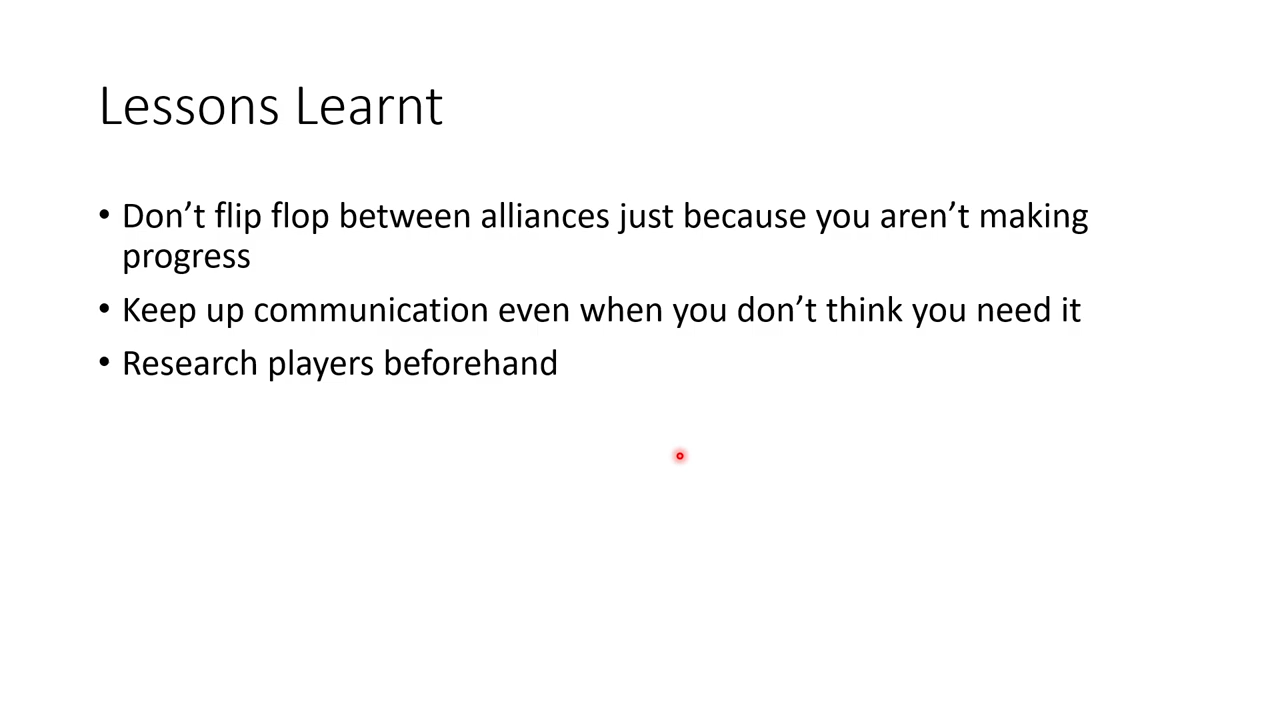 Lessons Learnt
• Don’t flip flop between alliances just because you aren’t making
progress
• Keep up communication even when you don’t think you need it
• Research players beforehand